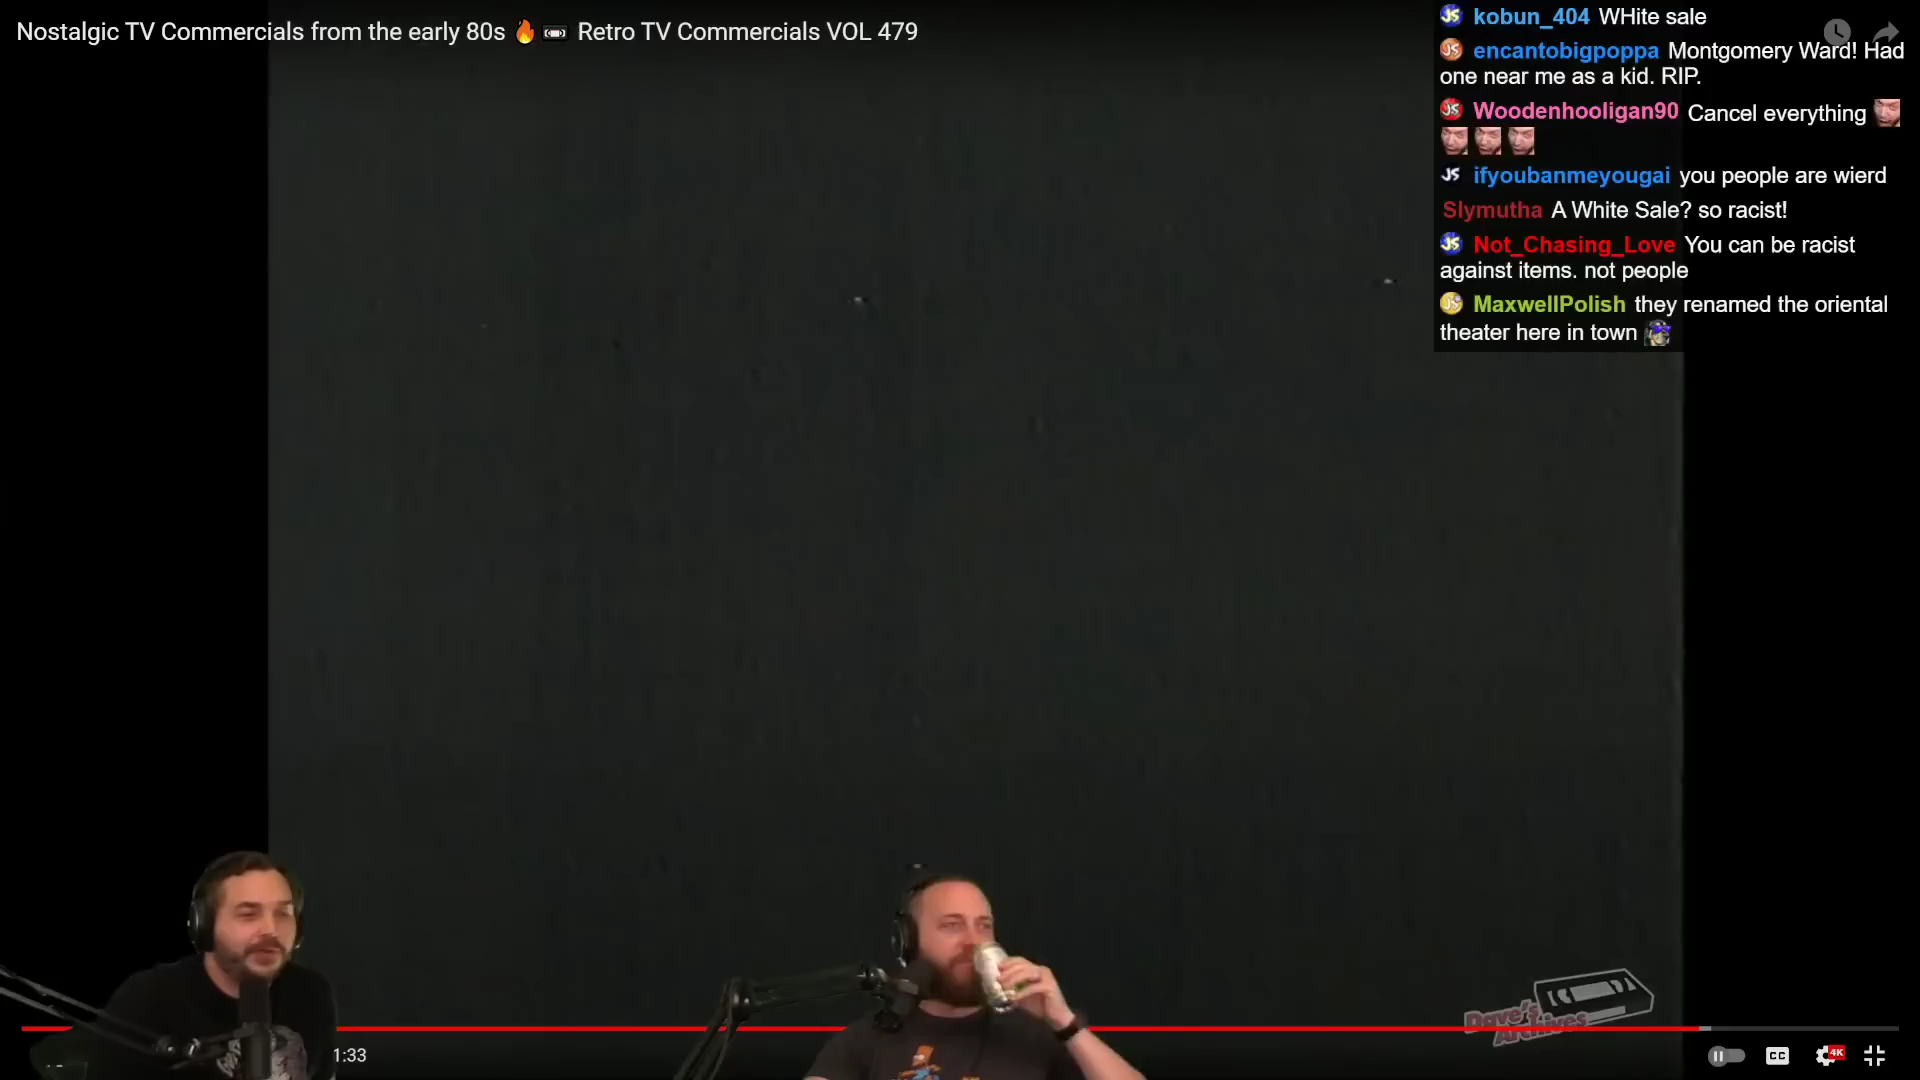 Nostalgic TV Commercials from the early 80s 🔥📼 Retro TV Commercials VOL 479
kobun_404 WHite sale
encantobigpoppa Montgomery Ward! Had
one near me as a kid. RIP.
Woodenhooligan90 Cancel everything
ifyoubanmeyougai you people are wierd
Slymutha A White Sale? so racist!
Not_Chasing_Love You can be racist
against items. not people
MaxwellPolish they renamed the oriental
theater here in town
Dave's
Archives
1:33
CC
4K